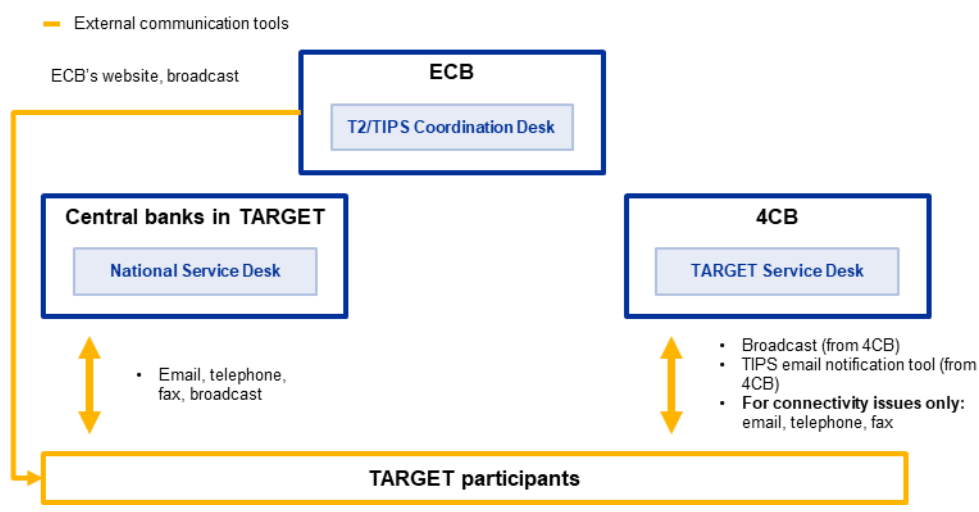 External communication tools
ECB's website, broadcast
ECB
T2/TIPS Coordination Desk
Central banks in TARGET
National Service Desk
4CB
TARGET Service Desk
• Email, telephone,
fax, broadcast
• Broadcast (from 4CB)
• TIPS email notification tool (from
4CB)
• For connectivity issues only:
email, telephone, fax
TARGET participants